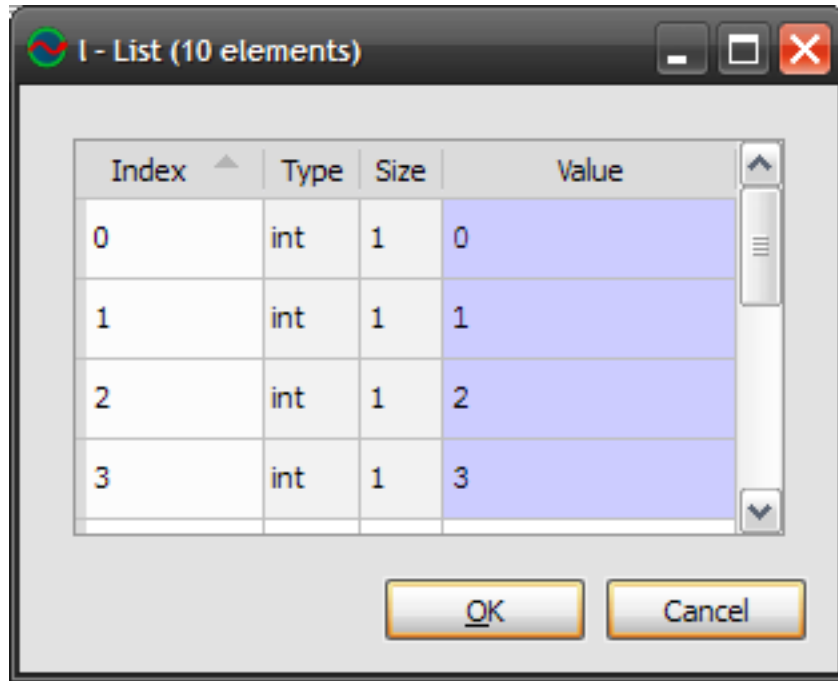 l - List (10 elements)
Index Type Size Value
0 int 1 0
1 int 1 1
2 int 1 2
3 int 1 3
OK Cancel